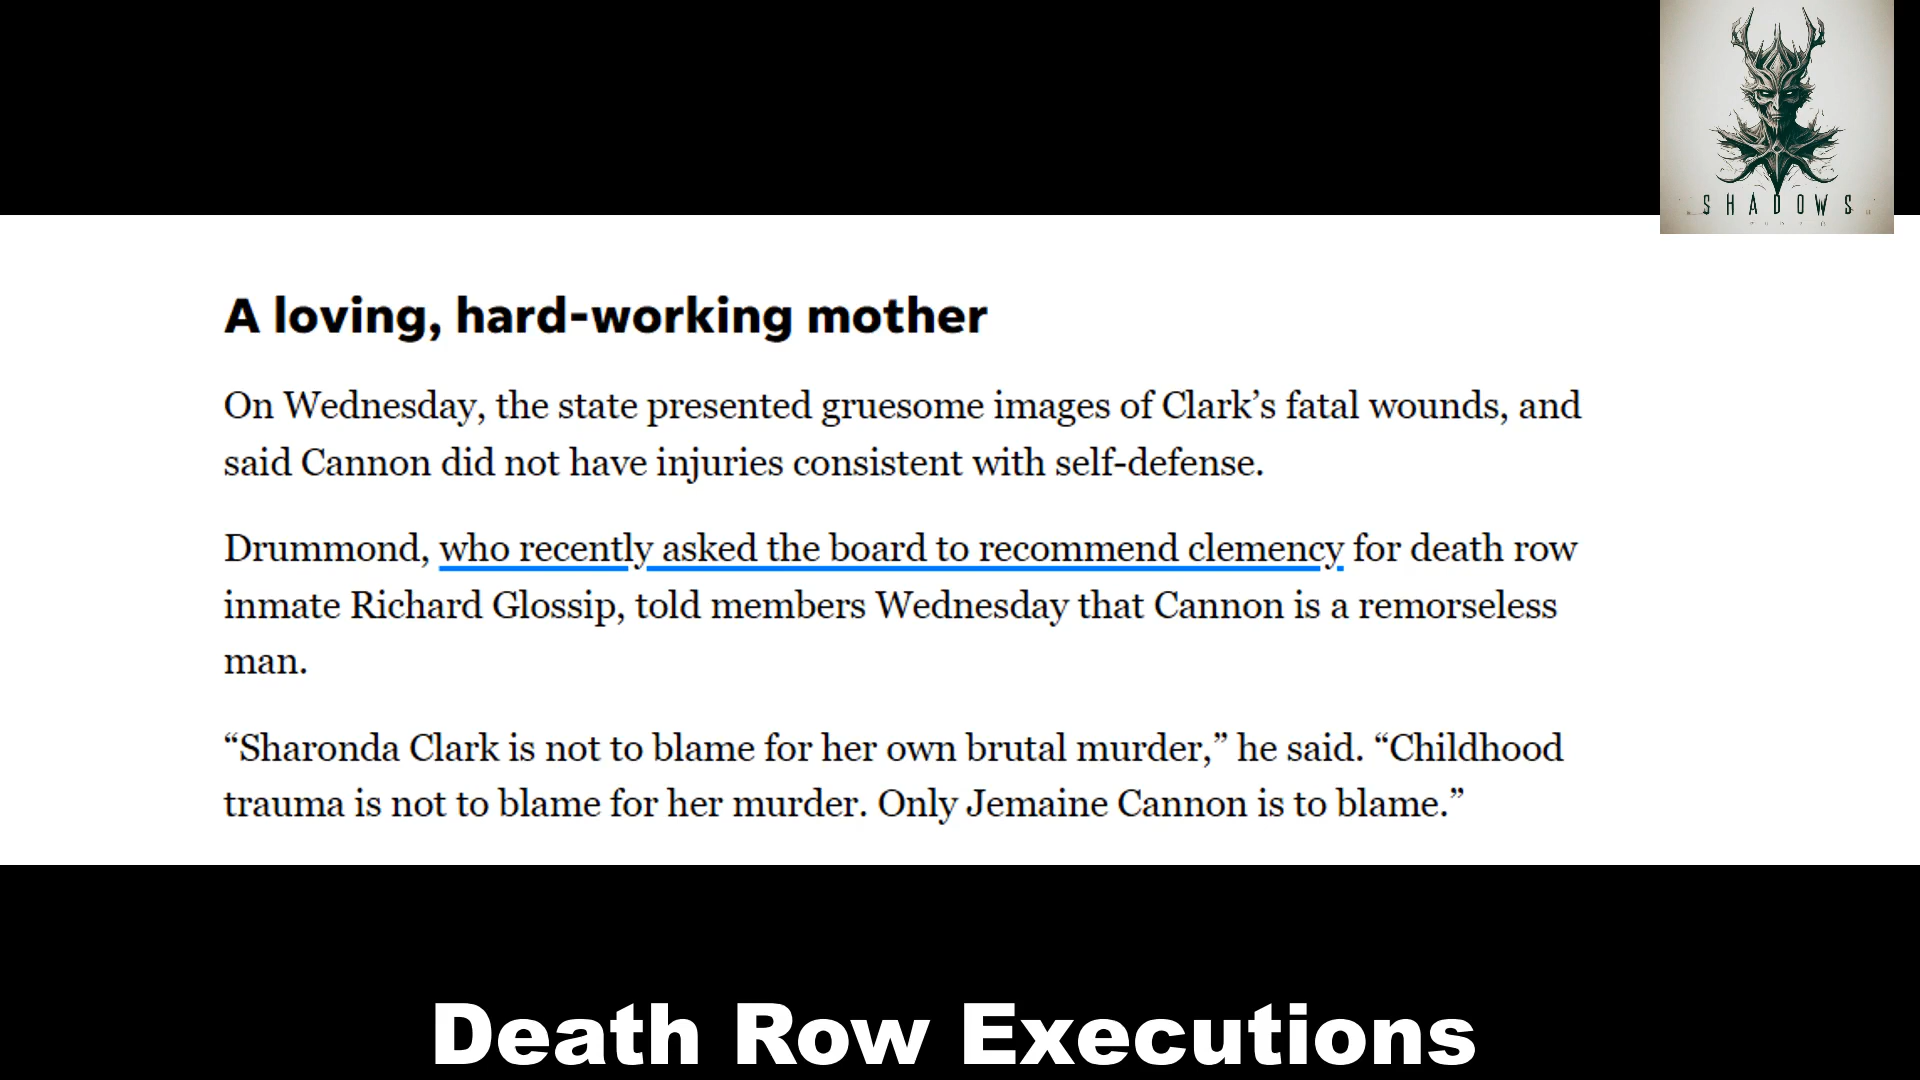 SHADOWS
A loving, hard-working mother
On Wednesday, the state presented gruesome images of Clark’s fatal wounds, and
said Cannon did not have injuries consistent with self-defense.
Drummond, who recently asked the board to recommend clemency for death row
inmate Richard Glossip, told members Wednesday that Cannon is a remorseless
man.
“Sharonda Clark is not to blame for her own brutal murder,” he said. “Childhood
trauma is not to blame for her murder. Only Jemaine Cannon is to blame.”
Death Row Executions